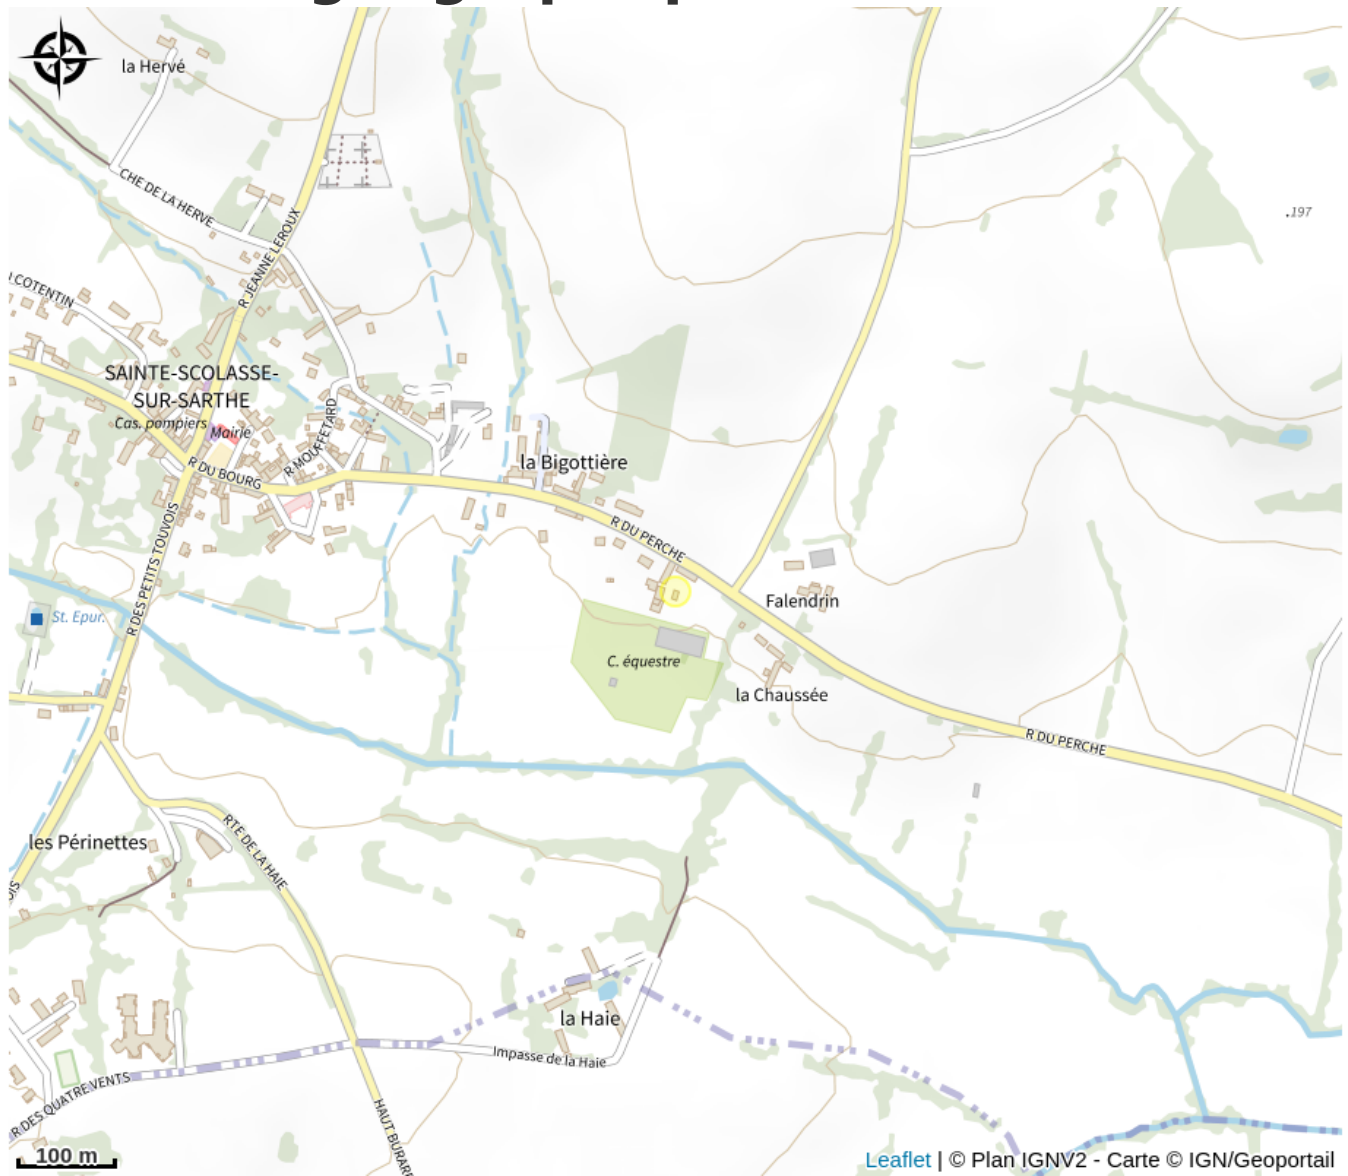 la Hervé
CHE DE LA HERVE
R JEANNE LEROUX
.197
COTENTIN
SAINTE-SCOLASSE-
SUR-SARTHE
Cas. pompiers
Mairie
R MOUFFETARD
R DU BOURG
la Bigottière
R DU PERCHE
R DES PETITS TOUVOIS
St. Epur.
Falendrin
C. équestre
la Chaussée
R DU PERCHE
les Périnettes
RTE DE LA HAIE
la Haie
Impasse de la Haie
R DES QUATRE VENTS
HAUT BURARD
100 m
Leaflet | © Plan IGNV2 - Carte © IGN/Geoportail